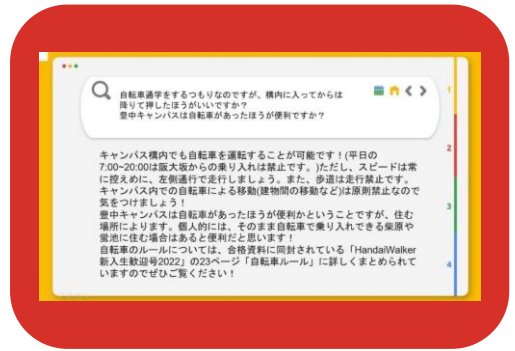 自転車通学をするつもりなのですが、構内に入ってからは
降りて押したほうがいいですか？
豊中キャンパスは自転車があったほうが便利ですか？
1
2
3
4
キャンパス構内でも自転車を運転することが可能です！(平日の
7:00~20:00は阪大坂からの乗り入れは禁止です。)ただし、スピードは常
に控えめに、左側通行で走行しましょう。また、歩道は走行禁止です。
キャンパス内での自転車による移動(建物間の移動など)は原則禁止なので
気をつけましょう！
豊中キャンパスは自転車があったほうが便利かということですが、住む
場所によります。個人的には、そのまま自転車で乗り入れできる柴原や
蛍池に住む場合はあると便利だと思います！
自転車のルールについては、合格資料に同封されている「HandaiWalker
新入生歓迎号2022」の23ページ「自転車ルール」に詳しくまとめられて
いますのでぜひご覧ください！